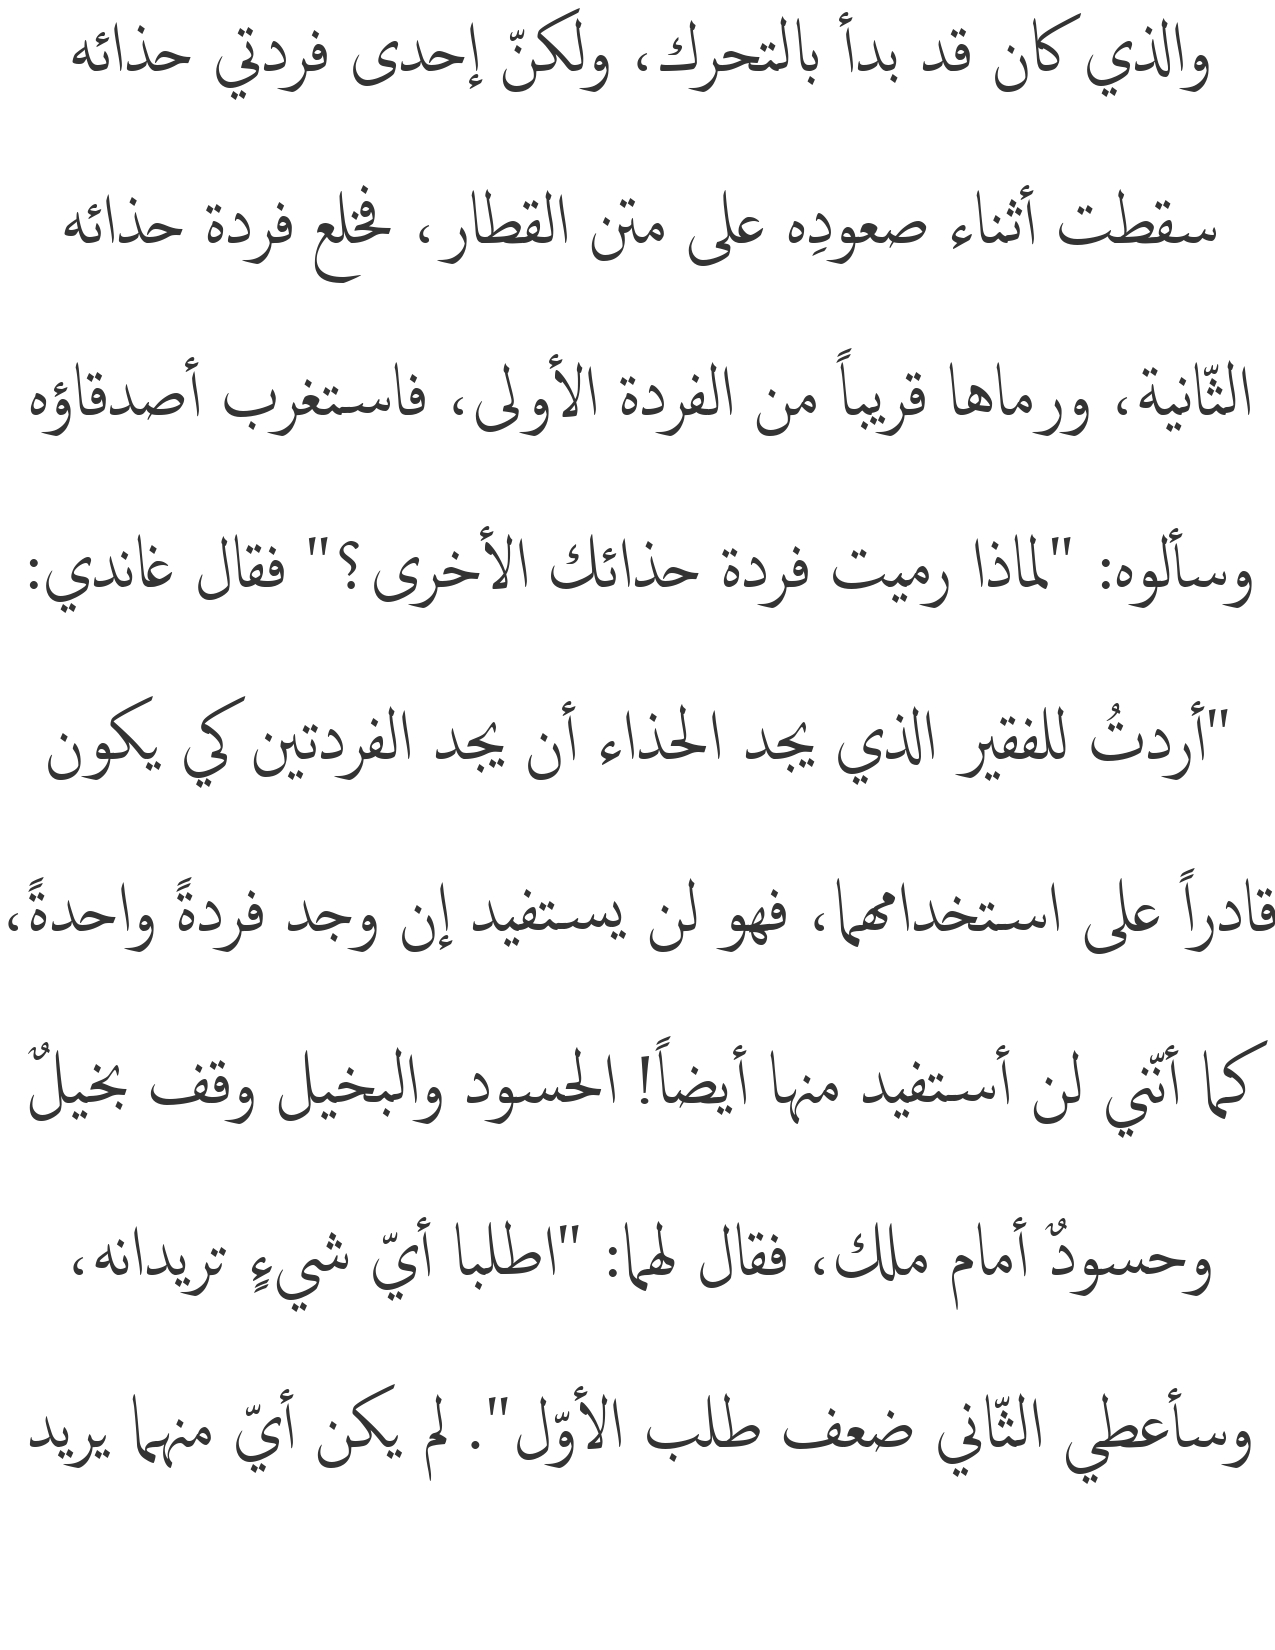 والذي كان قد بدأ بالتحرك، ولكنّ إحدى فردتي حذائه
سقطت أثناء صعودِه على متن القطار، فخلع فردة حذائه
الثّانية، ورماها قريباً من الفردة الأولى، فاستغرب أصدقاؤه
وسألوه: "لماذا رميت فردة حذائك الأخرى؟" فقال غاندي:
"أردتُ للفقير الذي يجد الحذاء أن يجد الفردتين كي يكون
قادراً على استخدامهما، فهو لن يستفيد إن وجد فردةً واحدةً،
كما أنّني لن أستفيد منها أيضاً! الحسود والبخيل وقف بخيلٌ
وحسودٌ أمام ملك، فقال لهما: "اطلبا أيّ شيءٍ تريدانه،
وسأعطي الثّاني ضعف طلب الأوّل". لم يكن أيّ منهما يريد